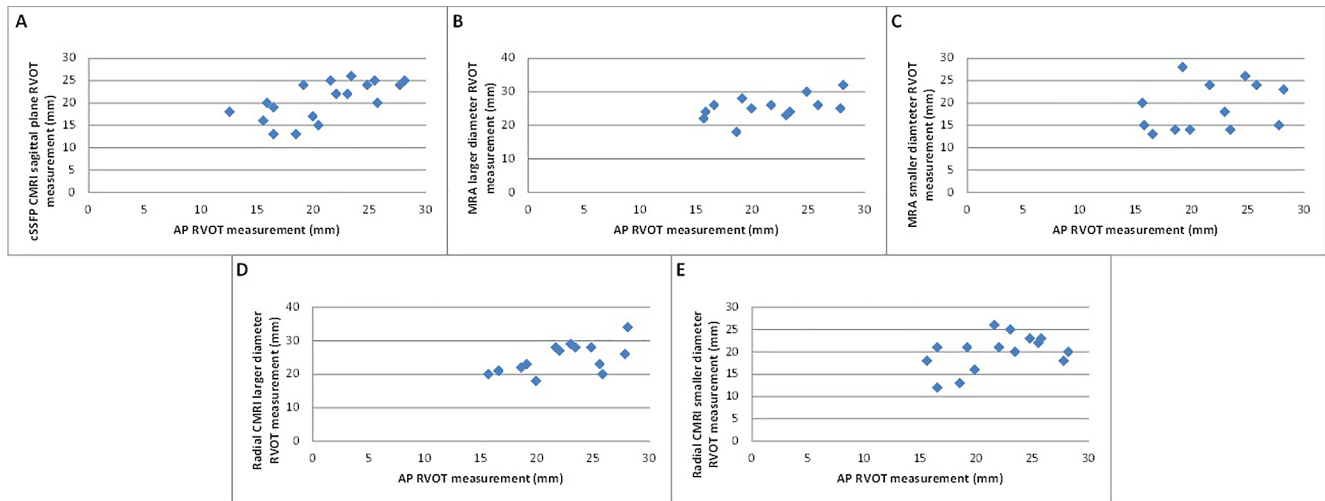 A
cSSFP CMRI sagittal plane RVOT
measurement (mm)
30
25
20
15
10
5
0
0 5 10 15 20 25 30
AP RVOT measurement (mm)
B
MRA larger diameter RVOT
measurement (mm)
40
30
20
10
0
0 5 10 15 20 25 30
AP RVOT measurement (mm)
C
MRA smaller diamteter RVOT
measurement (mm)
30
25
20
15
10
5
0
0 5 10 15 20 25 30
AP RVOT measurement (mm)
D
Radial CMRI larger diameter
RVOT measurement (mm)
40
30
20
10
0
0 5 10 15 20 25 30
AP RVOT measurement (mm)
E
Radial CMRI smaller diameter
RVOT measurement (mm)
30
25
20
15
10
5
0
0 5 10 15 20 25 30
AP RVOT measurement (mm)